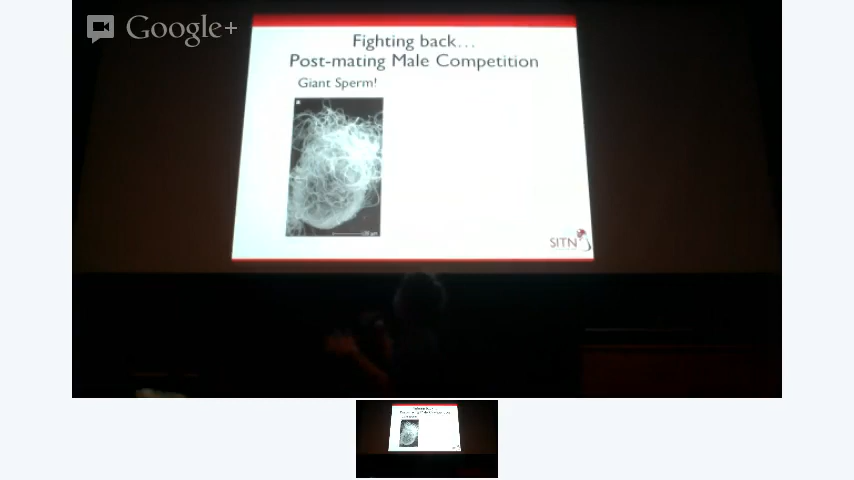 Google+
Fighting back...
Post-mating Male Competition
Giant Sperm!
SITN